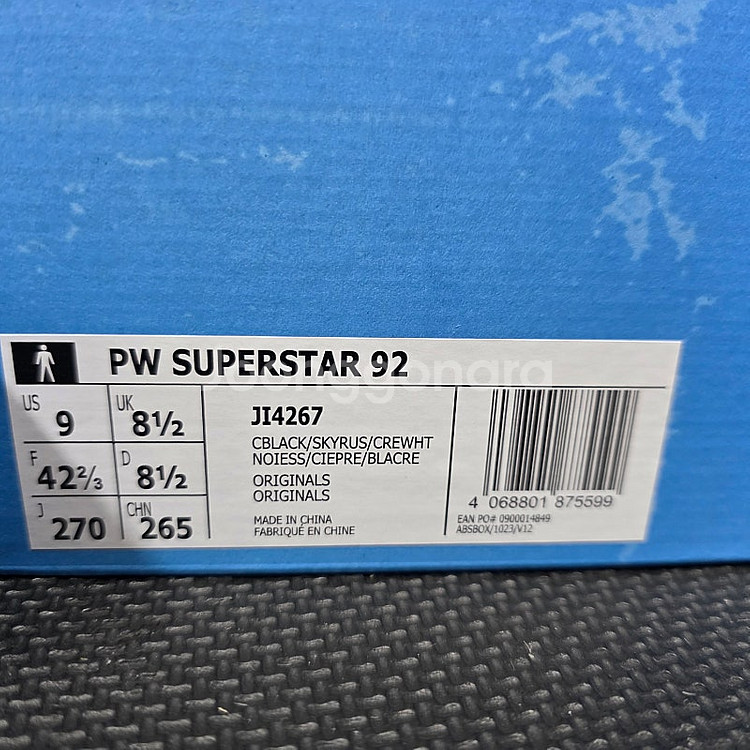 PW SUPERSTAR 92
joonggonara
US 9 UK 8½
F 42⅔ D 8½
J 270 CHN 265
JI4267
CBLACK/SKYRUS/CREWHT
NOIESS/CIEPRE/BLACRE
ORIGINALS
ORIGINALS
MADE IN CHINA
FABRIQUÉ EN CHINE
4 068801 875599
EAN PO# 0900014849
ABSBOX/1023/V12